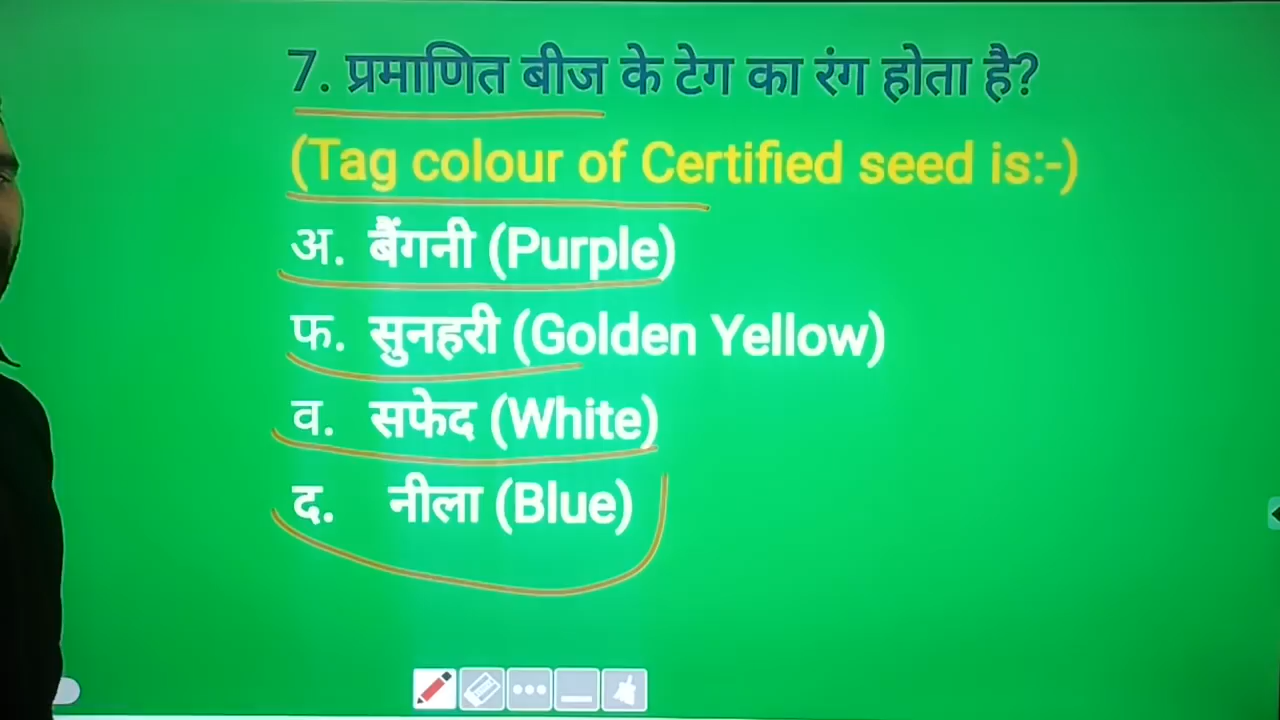 7. प्रमाणित बीज के टेग का रंग होता है?
(Tag colour of Certified seed is:-)
अ. बैंगनी (Purple)
फ. सुनहरी (Golden Yellow)
व. सफेद (White)
द. नीला (Blue)